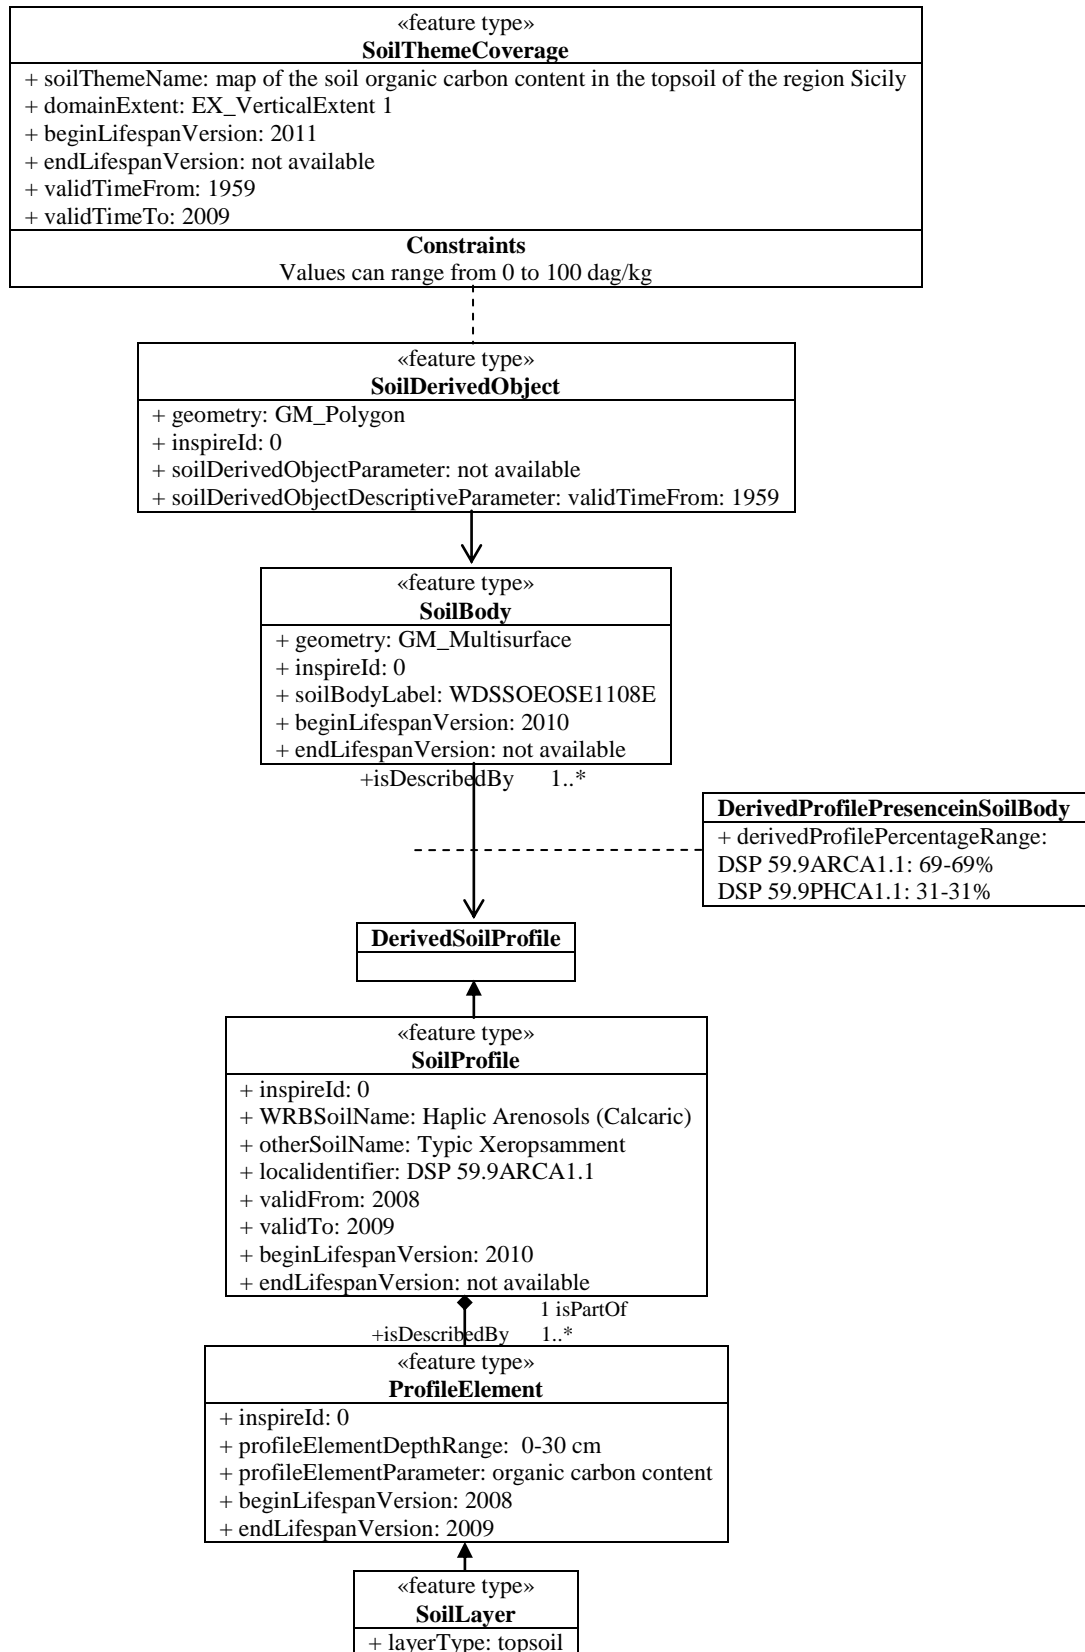 «feature type»
SoilThemeCoverage
+ soilThemeName: map of the soil organic carbon content in the topsoil of the region Sicily
+ domainExtent: EX_VerticalExtent 1
+ beginLifespanVersion: 2011
+ endLifespanVersion: not available
+ validTimeFrom: 1959
+ validTimeTo: 2009
Constraints
Values can range from 0 to 100 dag/kg
«feature type»
SoilDerivedObject
+ geometry: GM_Polygon
+ inspireId: 0
+ soilDerivedObjectParameter: not available
+ soilDerivedObjectDescriptiveParameter: validTimeFrom: 1959
«feature type»
SoilBody
+ geometry: GM_Multisurface
+ inspireId: 0
+ soilBodyLabel: WDSSOEOSE1108E
+ beginLifespanVersion: 2010
+ endLifespanVersion: not available
+isDescribedBy 1..*
DerivedProfilePresenceinSoilBody
+ derivedProfilePercentageRange:
DSP 59.9ARCA1.1: 69-69%
DSP 59.9PHCA1.1: 31-31%
DerivedSoilProfile
«feature type»
SoilProfile
+ inspireId: 0
+ WRBSoilName: Haplic Arenosols (Calcaric)
+ otherSoilName: Typic Xeropsamment
+ localidentifier: DSP 59.9ARCA1.1
+ validFrom: 2008
+ validTo: 2009
+ beginLifespanVersion: 2010
+ endLifespanVersion: not available
1 isPartOf
+isDescribedBy 1..*
«feature type»
ProfileElement
+ inspireId: 0
+ profileElementDepthRange: 0-30 cm
+ profileElementParameter: organic carbon content
+ beginLifespanVersion: 2008
+ endLifespanVersion: 2009
«feature type»
SoilLayer
+ layerType: topsoil